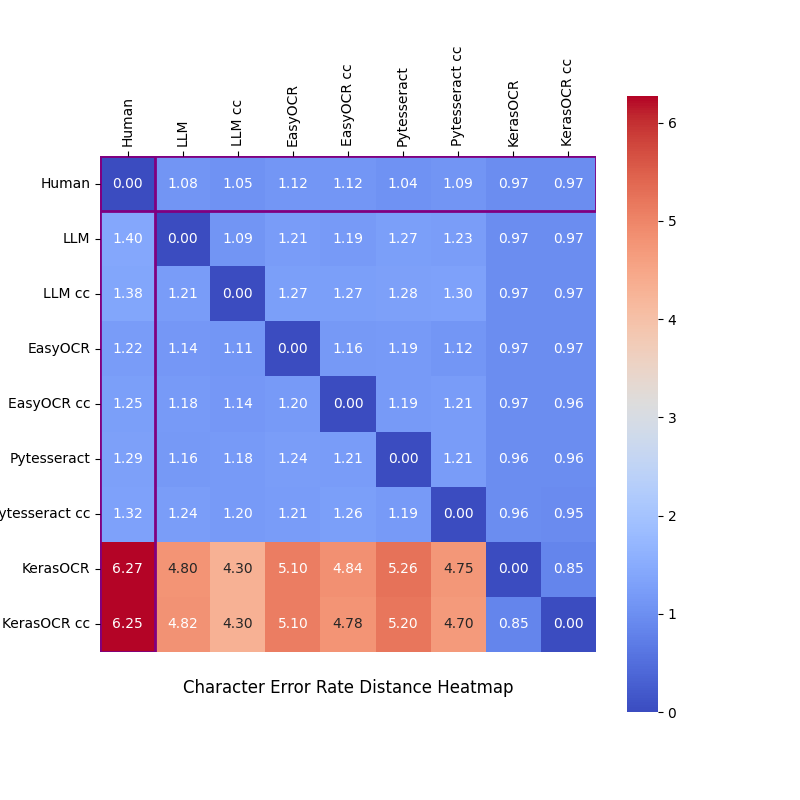 Human LLM LLM cc EasyOCR EasyOCR cc Pytesseract Pytesseract cc KerasOCR KerasOCR cc
Human 0.00 1.08 1.05 1.12 1.12 1.04 1.09 0.97 0.97
LLM 1.40 0.00 1.09 1.21 1.19 1.27 1.23 0.97 0.97
LLM cc 1.38 1.21 0.00 1.27 1.27 1.28 1.30 0.97 0.97
EasyOCR 1.22 1.14 1.11 0.00 1.16 1.19 1.12 0.97 0.97
EasyOCR cc 1.25 1.18 1.14 1.20 0.00 1.19 1.21 0.97 0.96
Pytesseract 1.29 1.16 1.18 1.24 1.21 0.00 1.21 0.96 0.96
ytesseract cc 1.32 1.24 1.20 1.21 1.26 1.19 0.00 0.96 0.95
KerasOCR 6.27 4.80 4.30 5.10 4.84 5.26 4.75 0.00 0.85
KerasOCR cc 6.25 4.82 4.30 5.10 4.78 5.20 4.70 0.85 0.00
Character Error Rate Distance Heatmap
6
5
4
3
2
1
0